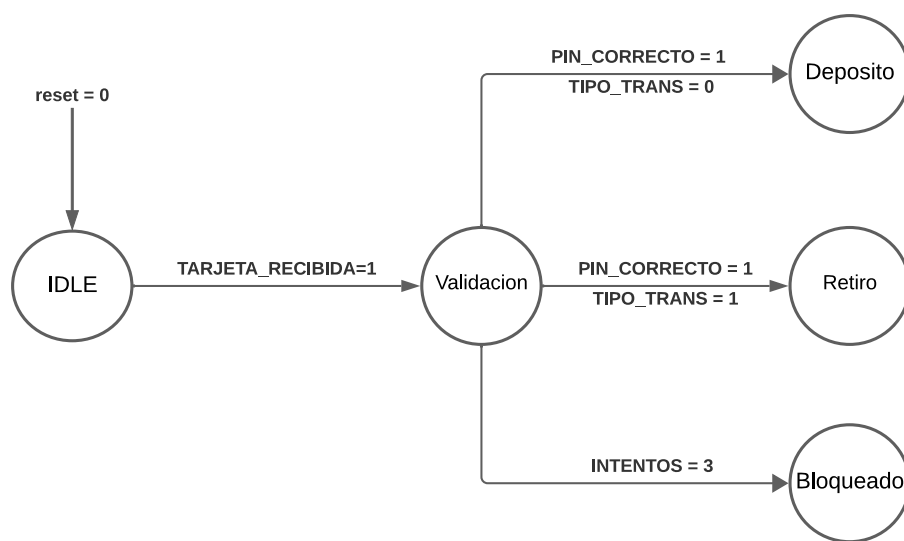 PIN_CORRECTO = 1
TIPO_TRANS = 0
Deposito
reset = 0
IDLE
TARJETA_RECIBIDA=1
Validacion
PIN_CORRECTO = 1
TIPO_TRANS = 1
Retiro
INTENTOS = 3
Bloqueado